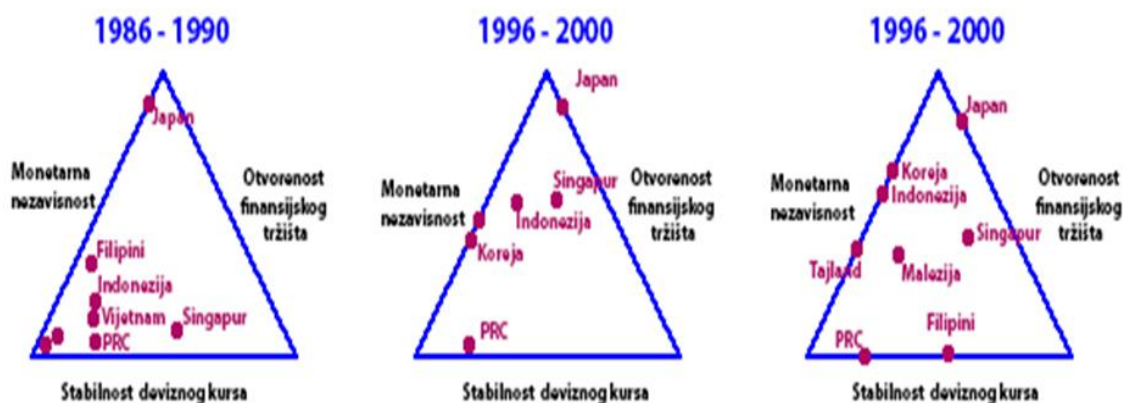 1986 - 1990
Japan
Monetarna
nezavisnost
Otvorenost
finansijskog
tržišta
Filipini
Indonezija
Vijetnam
Singapur
PRC
Stabilnost deviznog kursa
1996 - 2000
Japan
Monetarna
nezavisnost
Singapur
Otvorenost
finansijskog
tržišta
Indonezija
Koreja
PRC
Stabilnost deviznog kursa
1996 - 2000
Japan
Koreja
Monetarna
nezavisnost
Indonezija
Otvorenost
finansijskog
tržišta
Singapur
Tajland
Malezija
Filipini
PRC
Stabilnost deviznog kursa